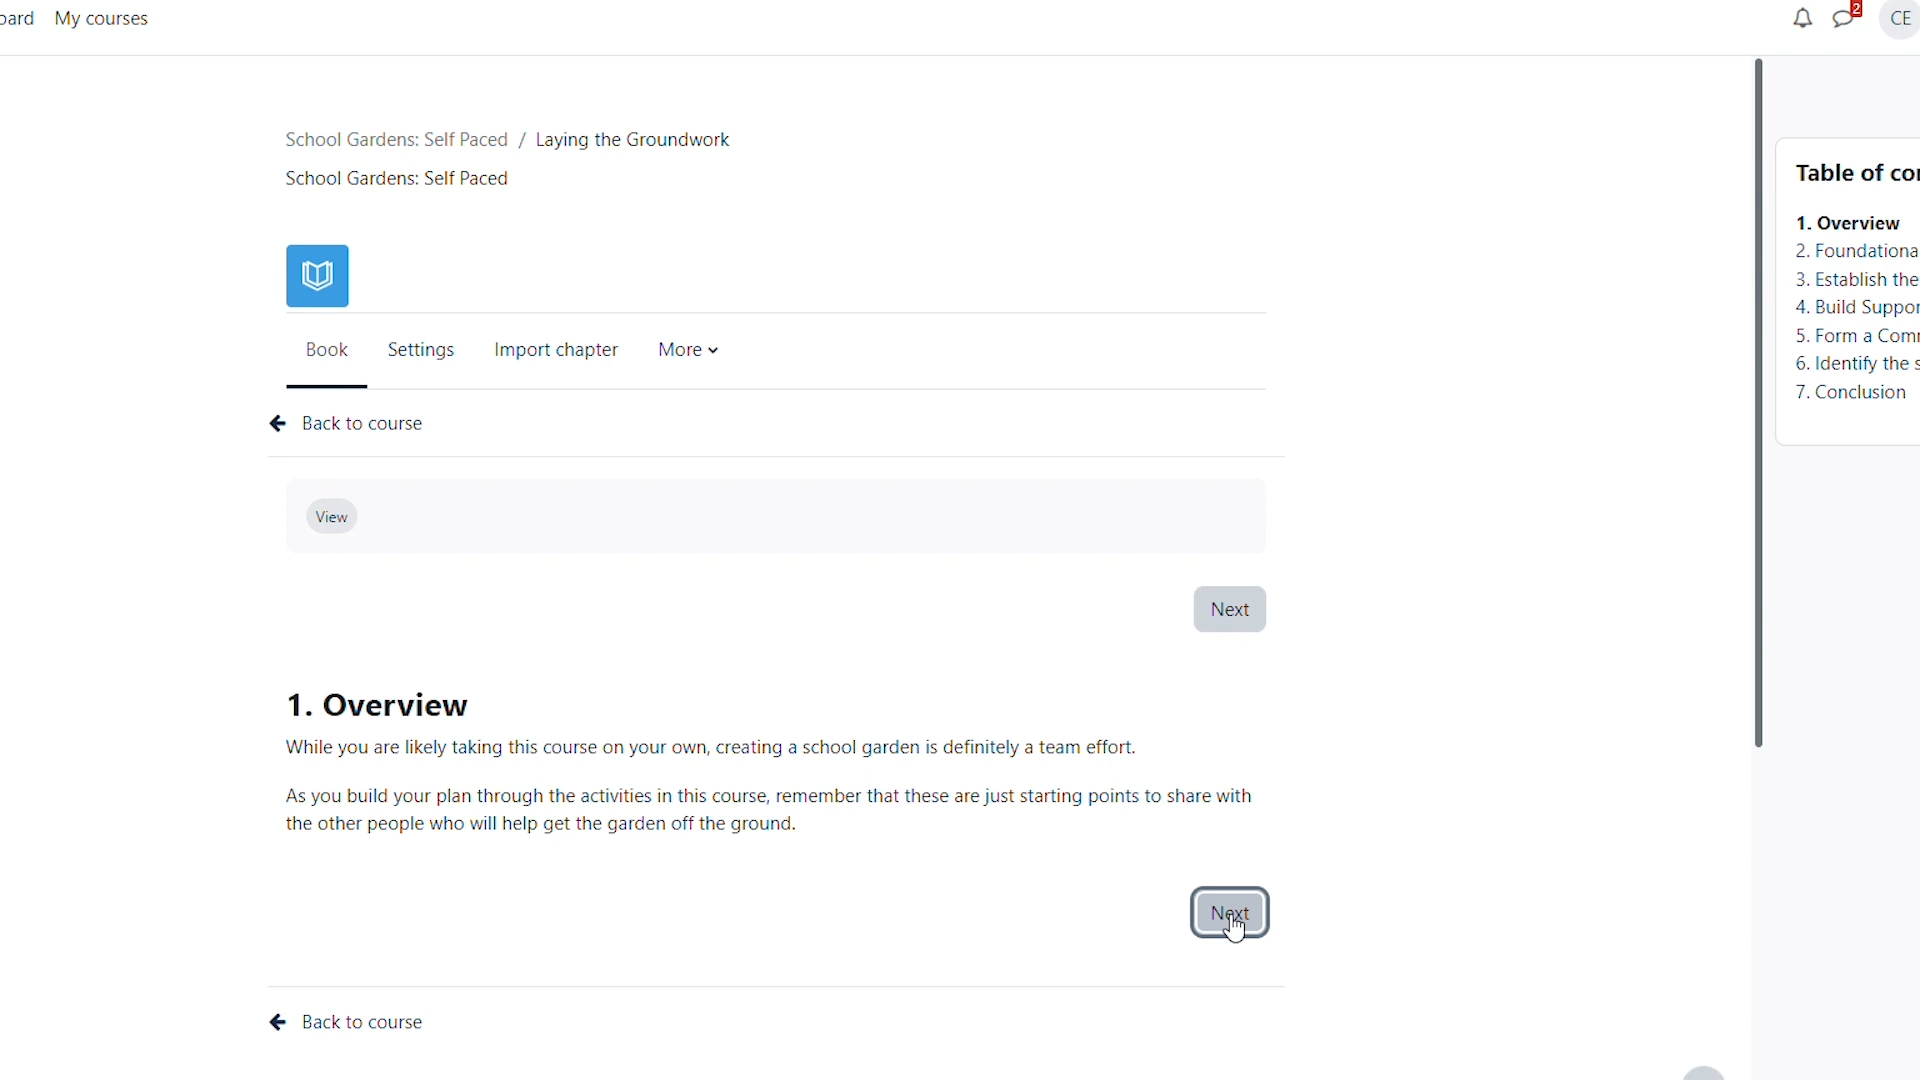 My courses
2
CE
School Gardens: Self Paced / Laying the Groundwork
School Gardens: Self Paced
Book Settings Import chapter More
Back to course
View
Next
1. Overview
While you are likely taking this course on your own, creating a school garden is definitely a team effort.
As you build your plan through the activities in this course, remember that these are just starting points to share with
the other people who will help get the garden off the ground.
Next
Back to course
Table of
1. Overview
2.
3. Establish the
4. Build
5. Form a
6. Identify the
7. Conclusion